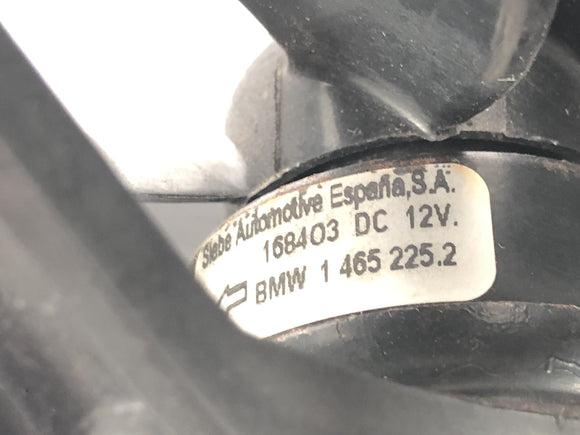 Siebe Automotive España,S.A.
168403 DC 12V.
BMW 1 465 225.2